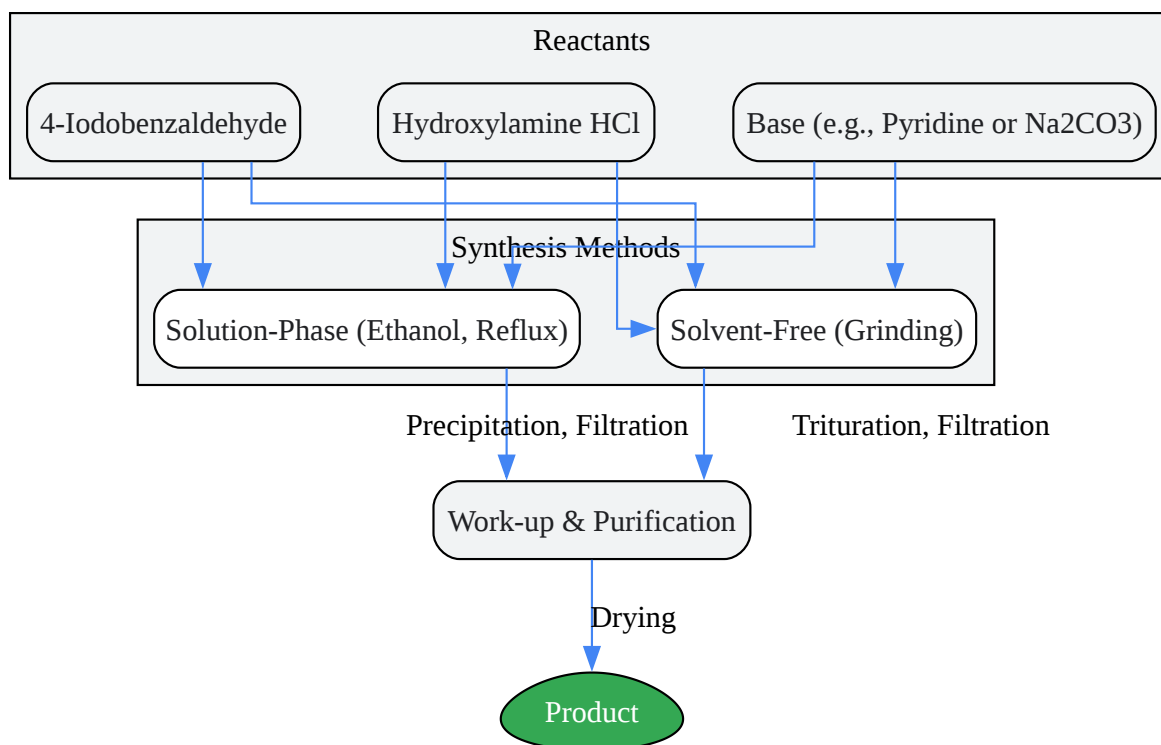 Reactants
4-Iodobenzaldehyde
Hydroxylamine HCl
Base (e.g., Pyridine or Na2CO3)
Synthesis Methods
Solution-Phase (Ethanol, Reflux)
Solvent-Free (Grinding)
Precipitation, Filtration
Trituration, Filtration
Work-up & Purification
Drying
Product